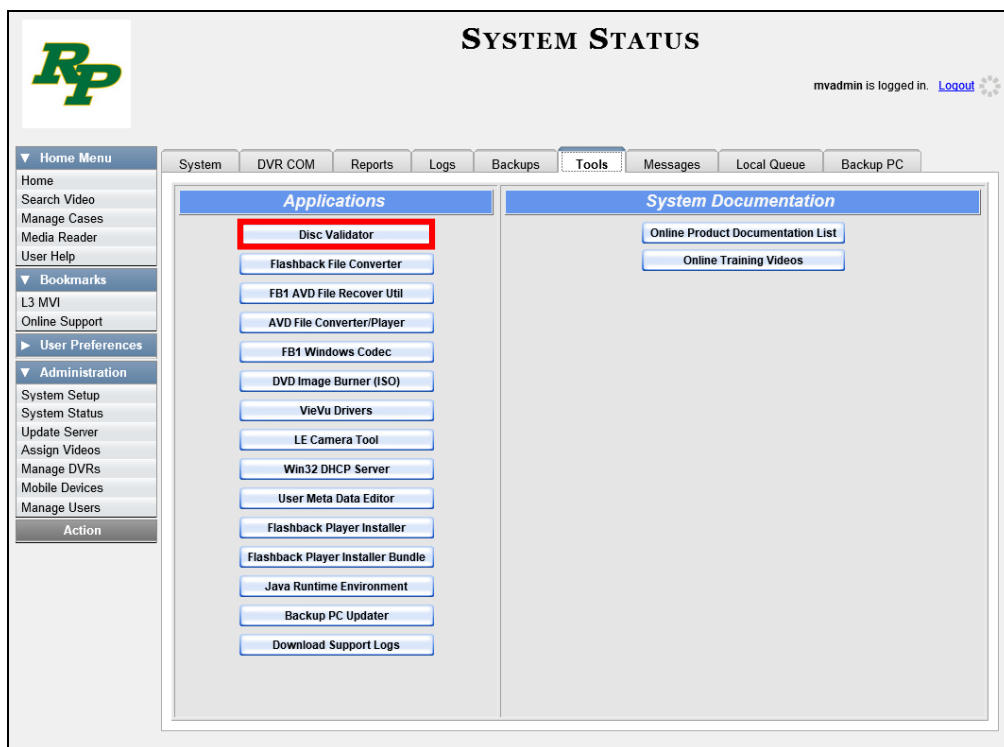 RP
SYSTEM STATUS
mvadmin is logged in. Logout
Home Menu
Home
Search Video
Manage Cases
Media Reader
User Help
Bookmarks
L3 MVI
Online Support
User Preferences
Administration
System Setup
System Status
Update Server
Assign Videos
Manage DVRs
Mobile Devices
Manage Users
Action
System DVR COM Reports Logs Backups Tools Messages Local Queue Backup PC
Applications
Disc Validator
Flashback File Converter
FB1 AVD File Recover Util
AVD File Converter/Player
FB1 Windows Codec
DVD Image Burner (ISO)
VieVu Drivers
LE Camera Tool
Win32 DHCP Server
User Meta Data Editor
Flashback Player Installer
Flashback Player Installer Bundle
Java Runtime Environment
Backup PC Updater
Download Support Logs
System Documentation
Online Product Documentation List
Online Training Videos